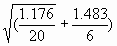 √((1.176/20) + (1.483/6))